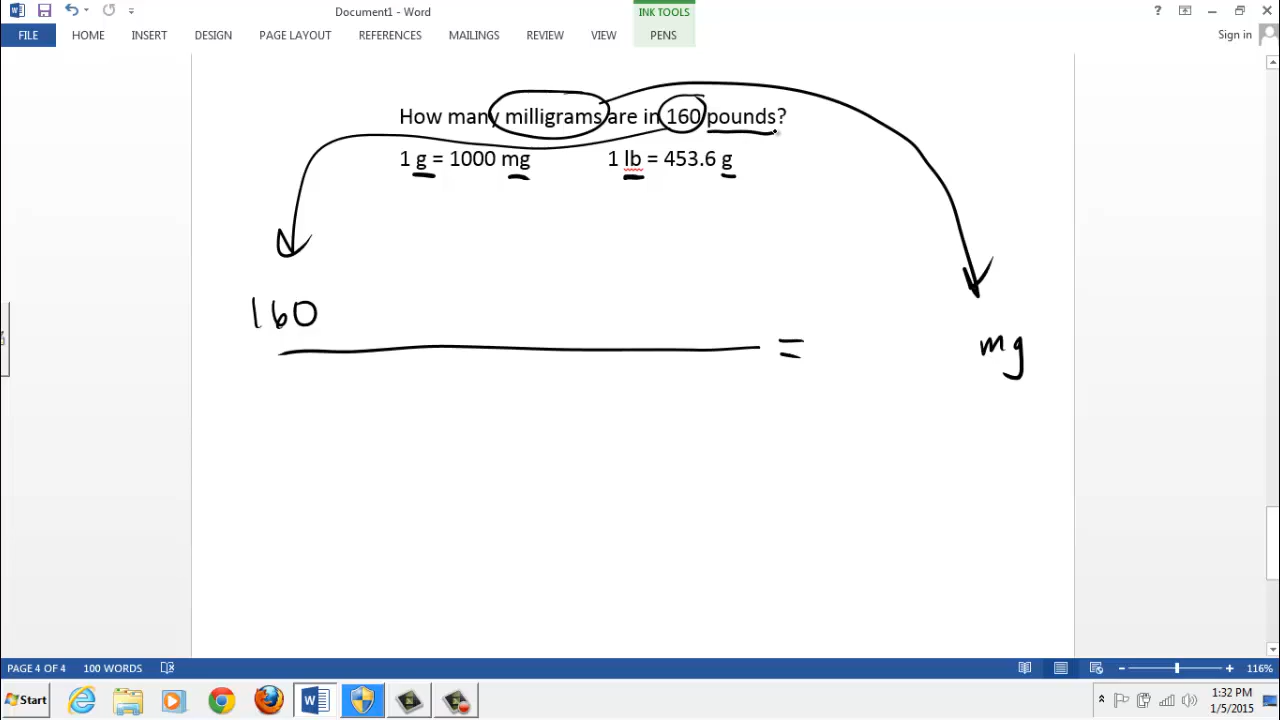 Document1 - Word
INK TOOLS
?
FILE HOME INSERT DESIGN PAGE LAYOUT REFERENCES MAILINGS REVIEW VIEW PENS Sign in
How many milligrams are in 160 pounds?
1 g = 1000 mg 1 lb = 453.6 g
160
= mg
PAGE 4 OF 4 100 WORDS 116%
Start 1:32 PM
1/5/2015